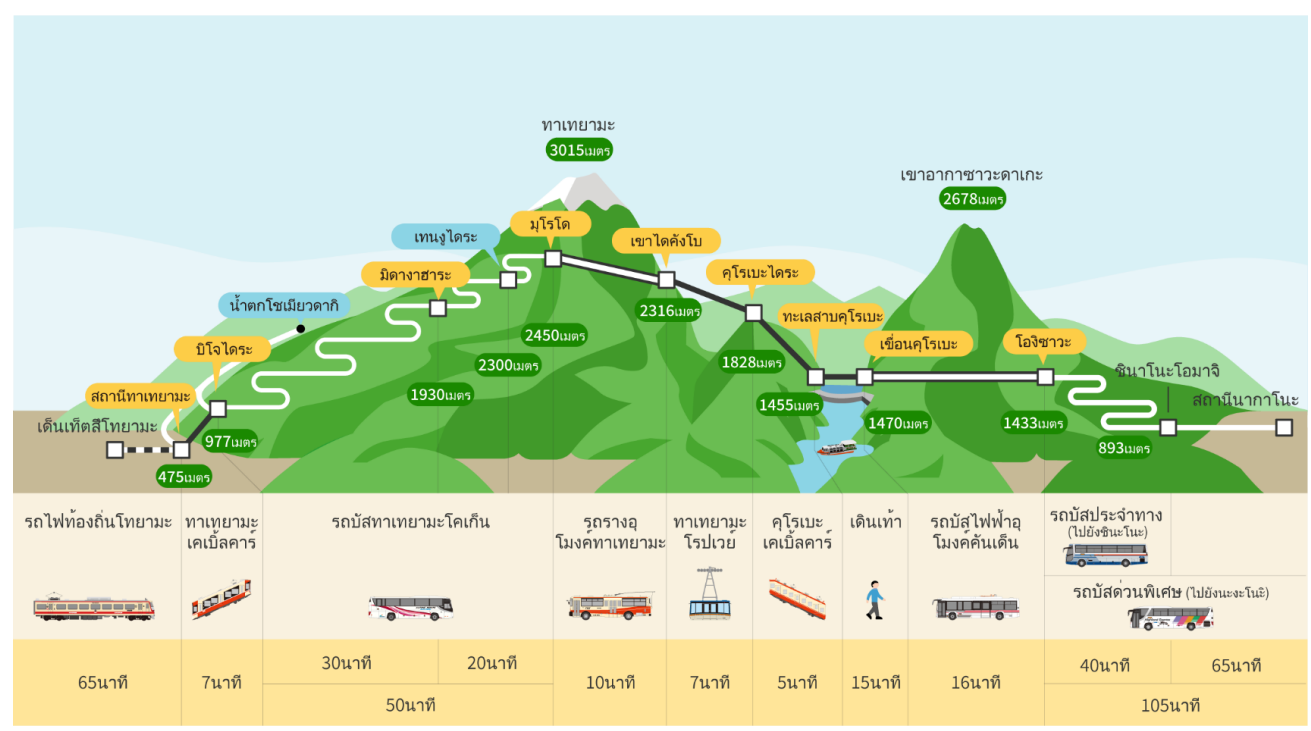 ทาเทยามะ
3015เมตร
เขาอากาซาวะดาเกะ
2678เมตร
มุโรโด
เทนงูไดระ
เขาไดคังโบ
มิดางาฮาระ
คุโรเบะไดระ
น้ำตกโชเมียวดากิ
2316เมตร
ทะเลสาบคุโรเบะ
2450เมตร
บิโจไดระ
เขื่อนคุโรเบะ
โองิซาวะ
2300เมตร
1828เมตร
ชินาโนะโอมาจิ
สถานีทาเทยามะ
1930เมตร
1455เมตร
สถานีนากาโนะ
เด็นเท็ตสึโทยามะ
1470เมตร
1433เมตร
977เมตร
893เมตร
475เมตร
รถไฟท้องถิ่นโทยามะ
ทาเทยามะ
เคเบิ้ลคาร์
รถบัสทาเทยามะโคเก็น
รถรางอุ
โมงค์ทาเทยามะ
ทาเทยามะ
โรปเวย์
คุโรเบะ
เคเบิ้ลคาร์
เดินเท้า
รถบัสไฟฟ้าอุ
โมงค์คันเด็น
รถบัสประจำทาง
(ไปยังชินะโนะ)
รถบัสด่วนพิเศษ (ไปยังนะงะโนะ)
65นาที
7นาที
30นาที
20นาที
50นาที
10นาที
7นาที
5นาที
15นาที
16นาที
40นาที
65นาที
105นาที